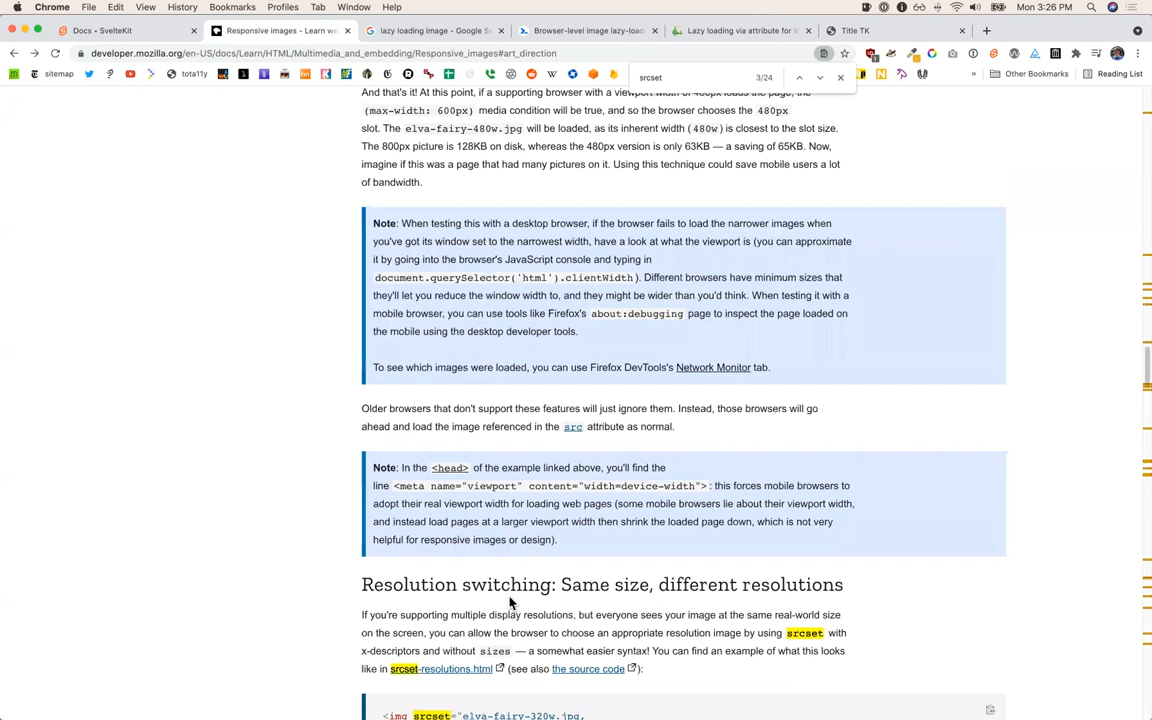 Chrome File Edit View History Bookmarks Profiles Tab Window Help Mon 3:26 PM
Docs • SvelteKit × Responsive images - Learn we × lazy loading image - Google S × Browser-level image lazy-load × Lazy loading via attribute for i × Title TK × +
developer.mozilla.org/en-US/docs/Learn/HTML/Multimedia_and_embedding/Responsive_images#art_direction
sitemap tota11y » Other Bookmarks Reading List
srcset 3/24
And that's it! At this point, if a supporting browser with a viewport width of 480px loads the page, the
(max-width: 600px) media condition will be true, and so the browser chooses the 480px
slot. The elva-fairy-480w.jpg will be loaded, as its inherent width (480w) is closest to the slot size.
The 800px picture is 128KB on disk, whereas the 480px version is only 63KB — a saving of 65KB. Now,
imagine if this was a page that had many pictures on it. Using this technique could save mobile users a lot
of bandwidth.
Note: When testing this with a desktop browser, if the browser fails to load the narrower images when
you've got its window set to the narrowest width, have a look at what the viewport is (you can approximate
it by going into the browser's JavaScript console and typing in
document.querySelector('html').clientWidth). Different browsers have minimum sizes that
they'll let you reduce the window width to, and they might be wider than you'd think. When testing it with a
mobile browser, you can use tools like Firefox's about:debugging page to inspect the page loaded on
the mobile using the desktop developer tools.
To see which images were loaded, you can use Firefox DevTools's Network Monitor tab.
Older browsers that don't support these features will just ignore them. Instead, those browsers will go
ahead and load the image referenced in the src attribute as normal.
Note: In the <head> of the example linked above, you'll find the
line <meta name="viewport" content="width=device-width">: this forces mobile browsers to
adopt their real viewport width for loading web pages (some mobile browsers lie about their viewport width,
and instead load pages at a larger viewport width then shrink the loaded page down, which is not very
helpful for responsive images or design).
Resolution switching: Same size, different resolutions
If you're supporting multiple display resolutions, but everyone sees your image at the same real-world size
on the screen, you can allow the browser to choose an appropriate resolution image by using srcset with
x-descriptors and without sizes — a somewhat easier syntax! You can find an example of what this looks
like in srcset-resolutions.html (see also the source code):
<img srcset="elva-fairy-320w.jpg,